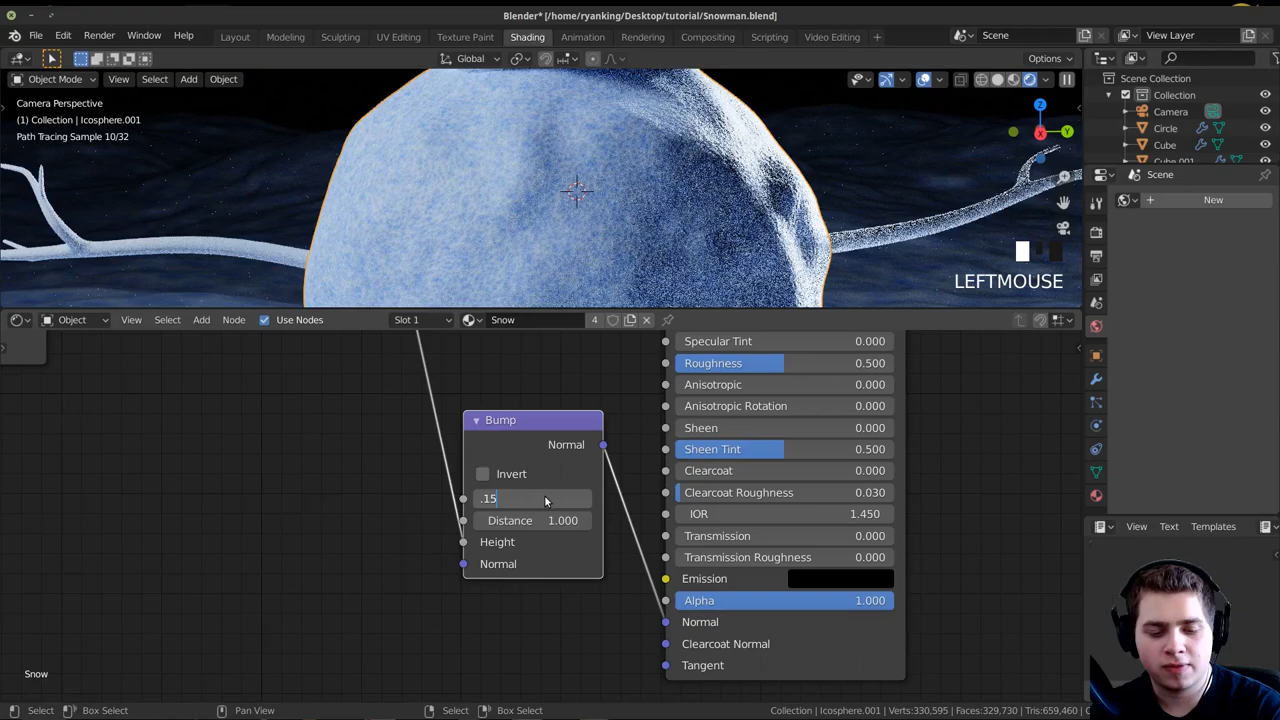 Blender* [/home/ryanking/Desktop/tutorial/Snowman.blend]
File Edit Render Window Help Layout Modeling Sculpting UV Editing Texture Paint Shading Animation Rendering Compositing Scripting Video Editing + Scene View Layer
Global Options
Object Mode View Select Add Object
Camera Perspective
(1) Collection | Icosphere.001
Path Tracing Sample 10/32
Z
Y
X
LEFTMOUSE
Scene Collection
Collection
Camera
Circle
Cube
Cube.001
Scene
+ New
Object View Select Add Node Use Nodes Slot 1 Snow 4
Specular Tint 0.000
Roughness 0.500
Anisotropic 0.000
Anisotropic Rotation 0.000
Sheen 0.000
Sheen Tint 0.500
Clearcoat 0.000
Clearcoat Roughness 0.030
IOR 1.450
Transmission 0.000
Transmission Roughness 0.000
Emission
Alpha 1.000
Normal
Clearcoat Normal
Tangent
Bump
Normal
Invert
.15
Distance 1.000
Height
Normal
View Text Templates
Snow
Select Box Select Pan View Select Box Select Collection | Icosphere.001 | Verts:330,595 | Faces:329,730 | Tris:659,460 |